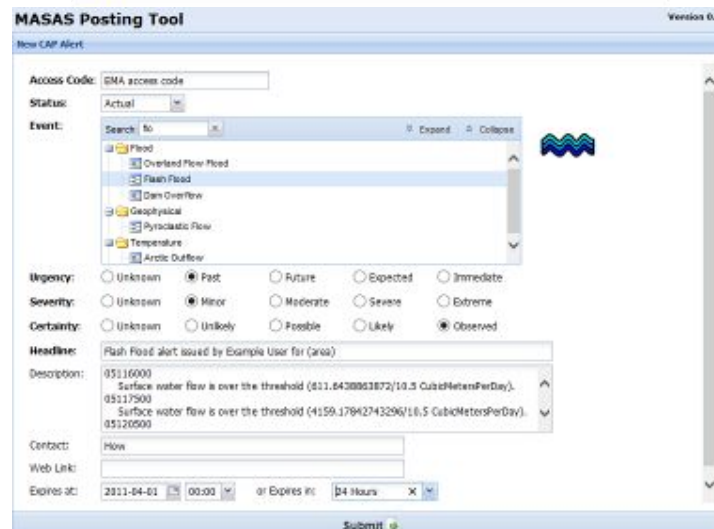 MASAS Posting Tool
Version 0.
New CAP Alert
Access Code: EMA access code
Status: Actual
Event: Search: flo Expand Collapse
Flood
Overland Flow Flood
Flash Flood
Dam Overflow
Geophysical
Pyroclastic Flow
Temperature
Arctic Outflow
Urgency: Unknown Past Future Expected Immediate
Severity: Unknown Minor Moderate Severe Extreme
Certainty: Unknown Unlikely Possible Likely Observed
Headline: Flash Flood alert issued by Example User for (area)
Description: 05116000
Surface water flow is over the threshold (611.6438863872/10.5 CubicMetersPerDay).
05117500
Surface water flow is over the threshold (4159.17842743296/10.5 CubicMetersPerDay).
05120500
Contact: How
Web Link:
Expires at: 2011-04-01 00:00 or Expires in: 24 Hours
Submit